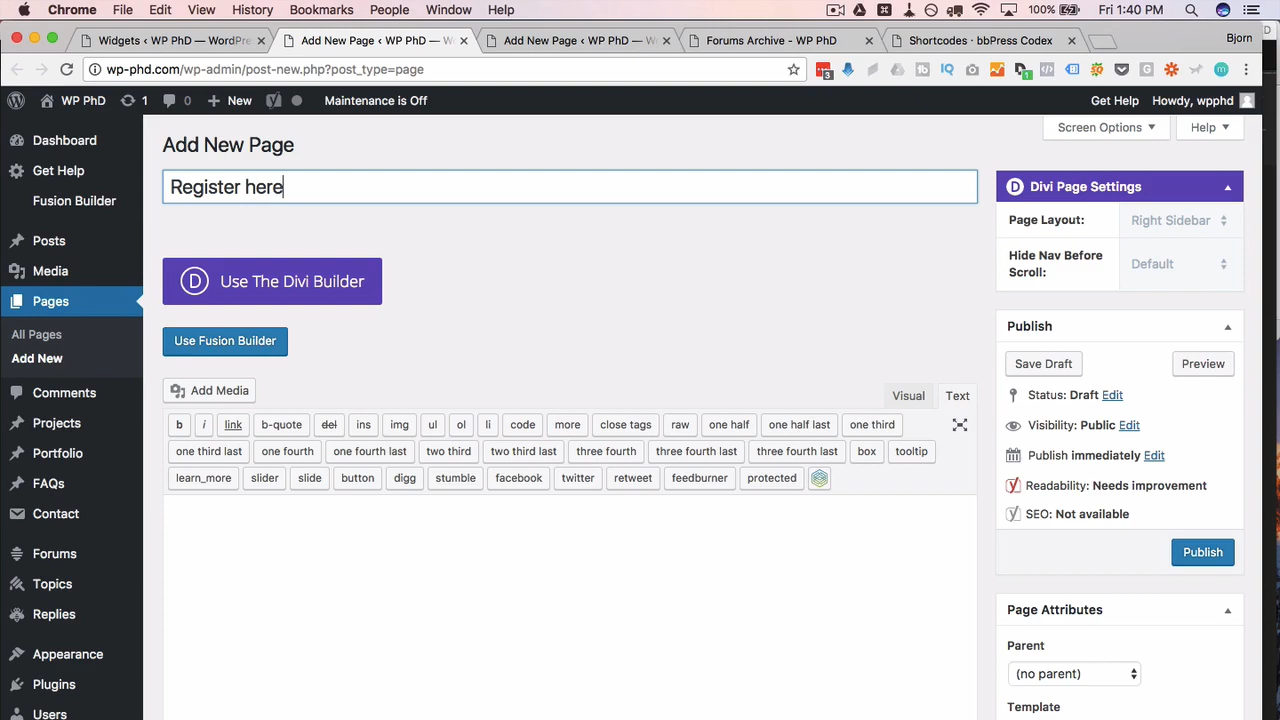 Chrome File Edit View History Bookmarks People Window Help 100% Fri 1:40 PM
Widgets ‹ WP PhD — WordPre Add New Page ‹ WP PhD — W Add New Page ‹ WP PhD — W Forums Archive - WP PhD Shortcodes · bbPress Codex Bjorn
wp-phd.com/wp-admin/post-new.php?post_type=page
WP PhD 1 0 + New Maintenance is Off Get Help Howdy, wpphd
Dashboard
Get Help
Fusion Builder
Posts
Media
Pages
All Pages
Add New
Comments
Projects
Portfolio
FAQs
Contact
Forums
Topics
Replies
Appearance
Plugins
Users
Screen Options Help
Add New Page
Register here
Use The Divi Builder
Use Fusion Builder
Add Media
Visual Text
b i link b-quote del ins img ul ol li code more close tags raw one half one half last one third
one third last one fourth one fourth last two third two third last three fourth three fourth last three fourth last box tooltip
learn_more slider slide button digg stumble facebook twitter retweet feedburner protected
Divi Page Settings
Page Layout: Right Sidebar
Hide Nav Before
Scroll:
Default
Publish
Save Draft Preview
Status: Draft Edit
Visibility: Public Edit
Publish immediately Edit
Readability: Needs improvement
SEO: Not available
Publish
Page Attributes
Parent
(no parent)
Template